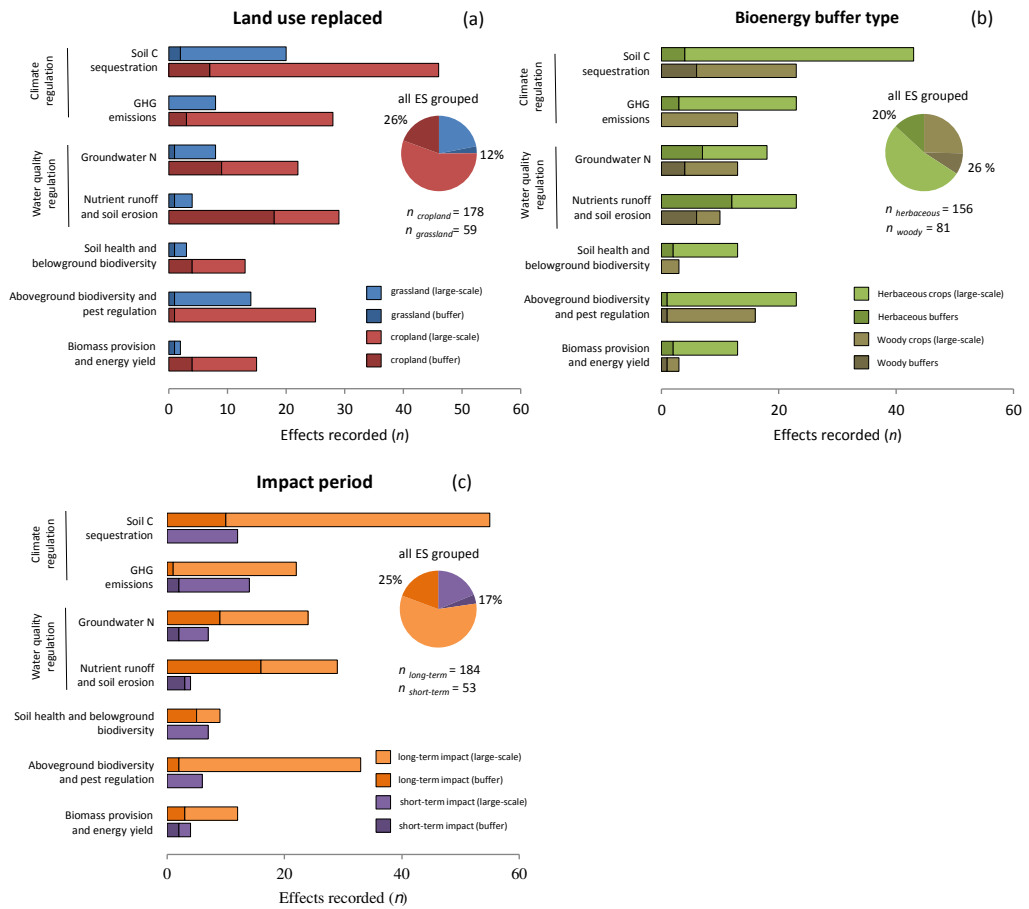 Land use replaced
(a)
Climate
regulation
Water quality
regulation
Soil C
sequestration
GHG
emissions
Groundwater N
Nutrient runoff
and soil erosion
Soil health and
belowground biodiversity
Aboveground biodiversity and
pest regulation
Biomass provision
and energy yield
all ES grouped
26%
12%
n cropland = 178
n grassland = 59
grassland (large-scale)
grassland (buffer)
cropland (large-scale)
cropland (buffer)
0 10 20 30 40 50 60
Effects recorded (n)
Bioenergy buffer type
(b)
Climate
regulation
Water quality
regulation
Soil C
sequestration
GHG
emissions
Groundwater N
Nutrients runoff
and soil erosion
Soil health and
belowground biodiversity
Aboveground biodiversity
and pest regulation
Biomass provision
and energy yield
all ES grouped
20%
26 %
n herbaceous = 156
n woody = 81
Herbaceous crops (large-scale)
Herbaceous buffers
Woody crops (large-scale)
Woody buffers
0 20 40 60
Effects recorded (n)
Impact period
(c)
Climate
regulation
Water quality
regulation
Soil C
sequestration
GHG
emissions
Groundwater N
Nutrient runoff
and soil erosion
Soil health and belowground
biodiversity
Aboveground biodiversity
and pest regulation
Biomass provision
and energy yield
all ES grouped
25%
17%
n long-term = 184
n short-term = 53
long-term impact (large-scale)
long-term impact (buffer)
short-term impact (large-scale)
short-term impact (buffer)
0 20 40 60
Effects recorded (n)